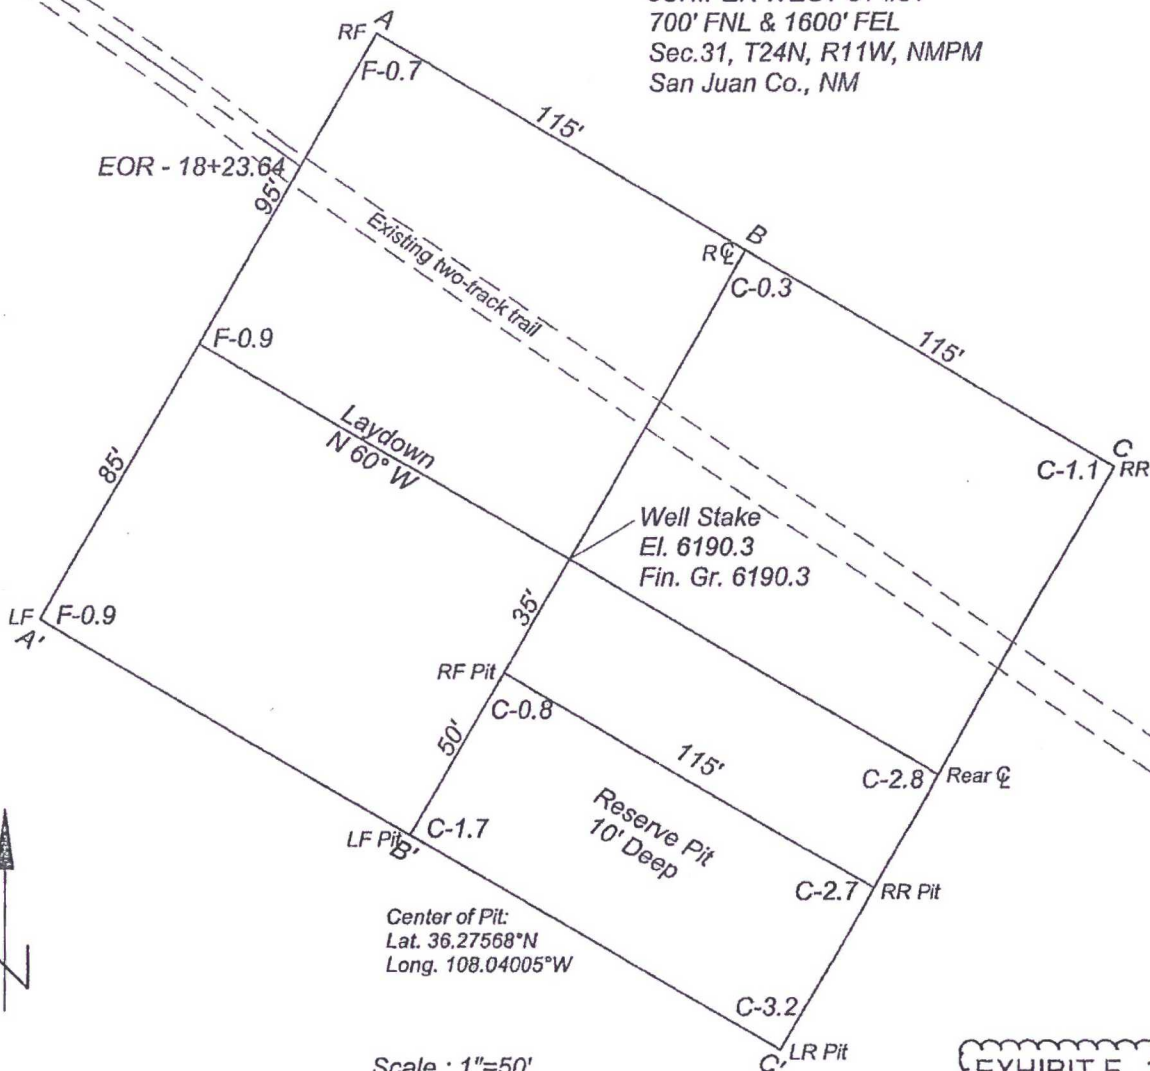 700' FNL & 1600' FEL
Sec.31, T24N, R11W, NMPM
San Juan Co., NM
A
RF
F-0.7
115'
EOR - 18+23.64
95'
Existing two-track trail
B
R℄
C-0.3
115'
F-0.9
C
C-1.1 RR
Laydown
N 60° W
85'
Well Stake
El. 6190.3
Fin. Gr. 6190.3
35'
LF F-0.9
A'
RF Pit
C-0.8
50'
115'
C-2.8 Rear ℄
Reserve Pit
10' Deep
LF Pit C-1.7
B'
C-2.7 RR Pit
Center of Pit:
Lat. 36.27568°N
Long. 108.04005°W
C-3.2
LR Pit
C'
Scale : 1"=50'
EXHIBIT E